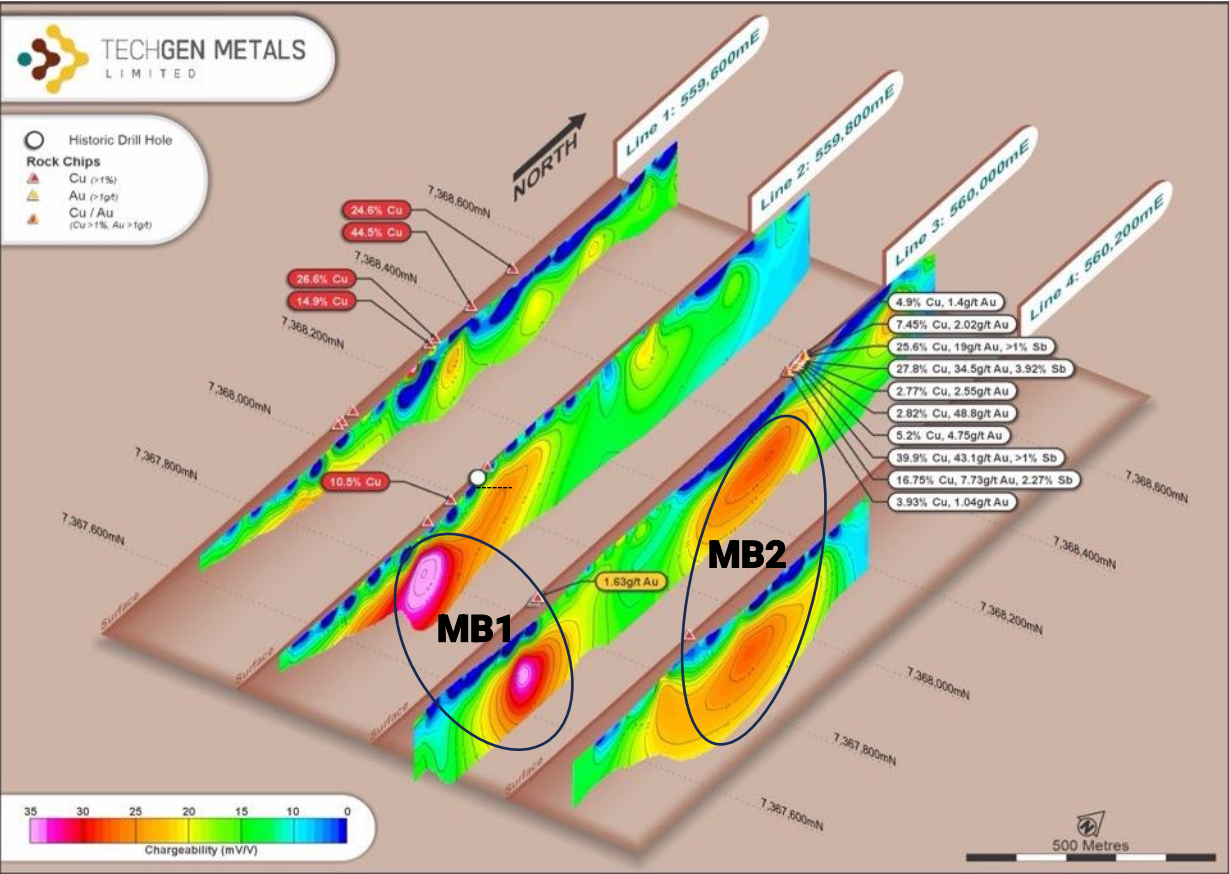 TECHGEN METALS
LIMITED
Historic Drill Hole
Rock Chips
Cu (>1%)
Au (>1g/t)
Cu / Au
(Cu >1%, Au >1g/t)
NORTH
Line 1: 559,600mE
Line 2: 559,800mE
Line 3: 560,000mE
Line 4: 560,200mE
7,368,600mN
7,368,400mN
7,368,200mN
7,368,000mN
7,367,800mN
7,367,600mN
24.6% Cu
44.5% Cu
26.6% Cu
14.9% Cu
10.5% Cu
4.9% Cu, 1.4g/t Au
7.45% Cu, 2.02g/t Au
25.6% Cu, 19g/t Au, >1% Sb
27.8% Cu, 34.5g/t Au, 3.92% Sb
2.77% Cu, 2.55g/t Au
2.82% Cu, 48.8g/t Au
5.2% Cu, 4.75g/t Au
39.9% Cu, 43.1g/t Au, >1% Sb
16.75% Cu, 7.73g/t Au, 2.27% Sb
3.93% Cu, 1.04g/t Au
1.63g/t Au
MB1
MB2
7,368,600mN
7,368,400mN
7,368,200mN
7,368,000mN
7,367,800mN
7,367,600mN
Surface
Surface
Surface
Surface
35 30 25 20 15 10 0
Chargeability (mV/V)
N
500 Metres